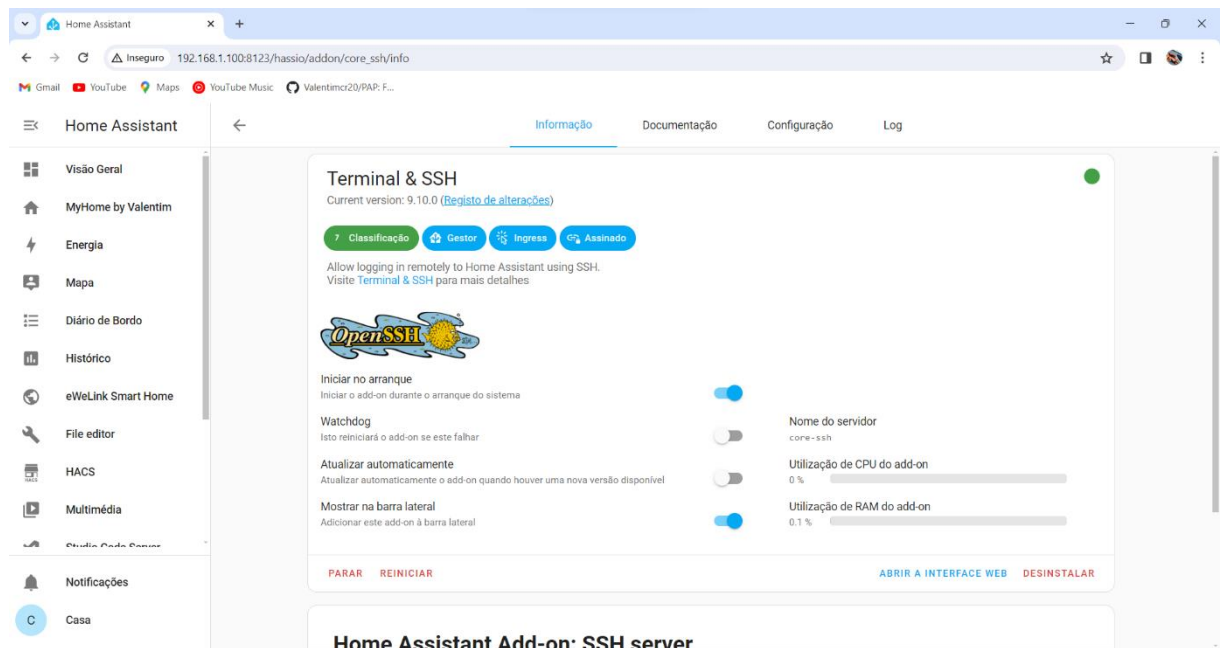 Home Assistant
Inseguro 192.168.1.100:8123/hassio/addon/core_ssh/info
Gmail YouTube Maps YouTube Music Valentimcr20/PAP: F...
Home Assistant
Informação Documentação Configuração Log
Visão Geral
MyHome by Valentim
Energia
Mapa
Diário de Bordo
Histórico
eWeLink Smart Home
File editor
HACS
HACS
Multimédia
Studio Code Server
Notificações
C Casa
Terminal & SSH
Current version: 9.10.0 (Registo de alterações)
7 Classificação Gestor Ingress Assinado
Allow logging in remotely to Home Assistant using SSH.
Visite Terminal & SSH para mais detalhes
OpenSSH
Iniciar no arranque
Iniciar o add-on durante o arranque do sistema
Watchdog
Isto reiniciará o add-on se este falhar
Nome do servidor
core-ssh
Atualizar automaticamente
Atualizar automaticamente o add-on quando houver uma nova versão disponível
Utilização de CPU do add-on
0 %
Mostrar na barra lateral
Adicionar este add-on à barra lateral
Utilização de RAM do add-on
0.1 %
PARAR REINICIAR ABRIR A INTERFACE WEB DESINSTALAR
Home Assistant Add-on: SSH server